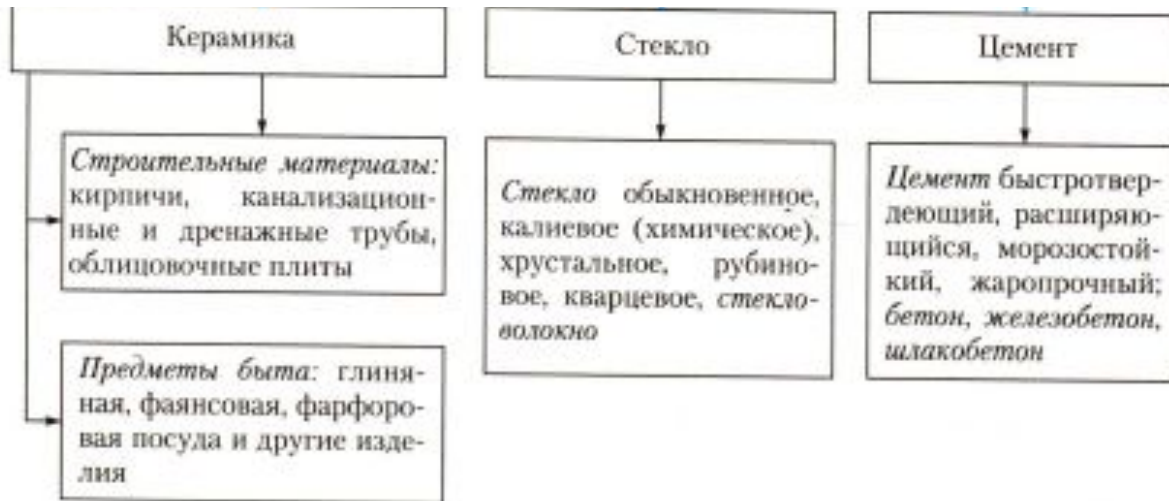 Керамика
Строительные материалы:
кирпичи, канализацион-
ные и дренажные трубы,
облицовочные плиты
Предметы быта: глиня-
ная, фаянсовая, фарфоро-
вая посуда и другие изде-
лия
Стекло
Стекло обыкновенное,
калиевое (химическое),
хрустальное, рубино-
вое, кварцевое, стекло-
волокно
Цемент
Цемент быстротвер-
деющий, расширяю-
щийся, морозостой-
кий, жаропрочный;
бетон, железобетон,
шлакобетон